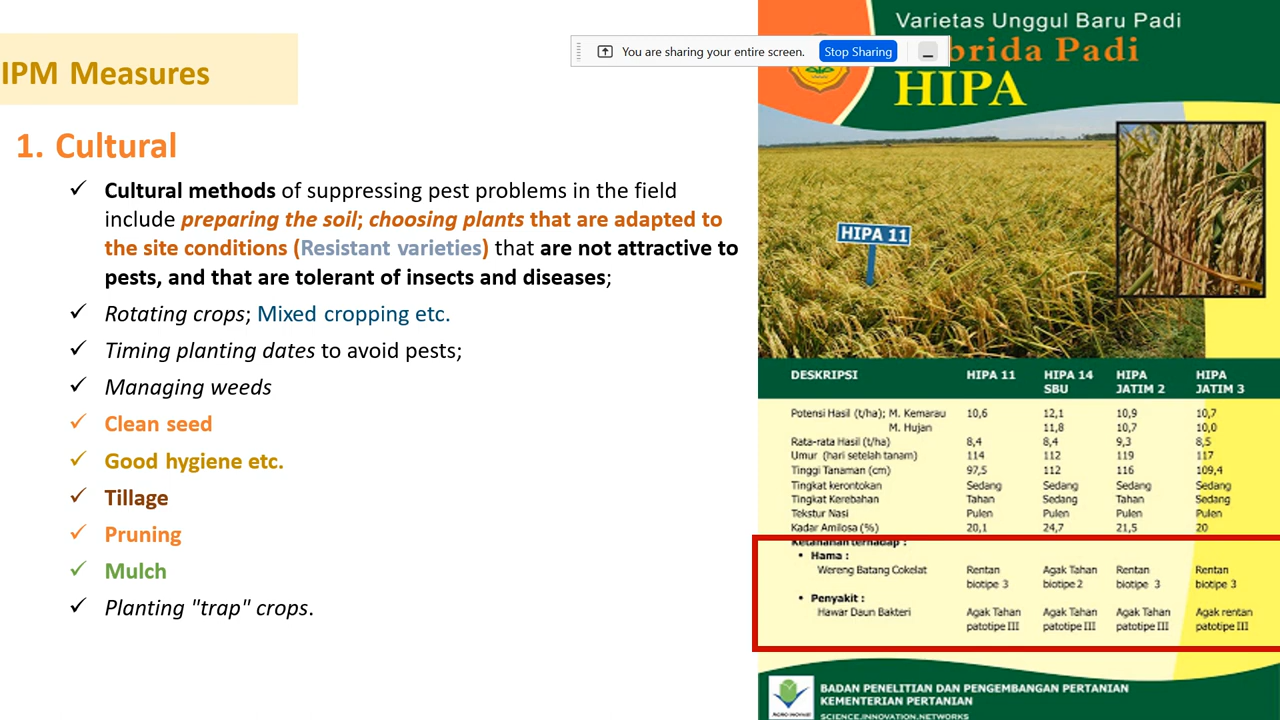 IPM Measures
1. Cultural
Cultural methods of suppressing pest problems in the field
include preparing the soil; choosing plants that are adapted to
the site conditions (Resistant varieties) that are not attractive to
pests, and that are tolerant of insects and diseases;
Rotating crops; Mixed cropping etc.
Timing planting dates to avoid pests;
Managing weeds
Clean seed
Good hygiene etc.
Tillage
Pruning
Mulch
Planting "trap" crops.
You are sharing your entire screen. Stop Sharing
Varietas Unggul Baru Padi
brida Padi
HIPA
HIPA 11
DESKRIPSI HIPA 11 HIPA 14 HIPA HIPA
SBU JATIM 2 JATIM 3
Potensi Hasil (t/ha); M. Kemarau 10,6 12,1 10,9 10,7
M. Hujan 11,8 10,7 10,0
Rata-rata Hasil (t/ha) 8,4 8,4 9,3 8,5
Umur (hari setelah tanam) 114 112 119 117
Tinggi Tanaman (cm) 97,5 112 116 109,4
Tingkat kerontokan Sedang Sedang Sedang Sedang
Tingkat Kerebahan Tahan Sedang Tahan Sedang
Tekstur Nasi Pulen Pulen Pulen Pulen
Kadar Amilosa (%) 20,1 24,7 21,5 20
Ketahanan terhadap :
• Hama :
Wereng Batang Cokelat Rentan Agak Tahan Rentan Rentan
biotipe 3 biotipe 2 biotipe 3 biotipe 3
• Penyakit :
Hawar Daun Bakteri Agak Tahan Agak Tahan Agak Tahan Agak rentan
patotipe III patotipe III patotipe III patotipe III
BADAN PENELITIAN DAN PENGEMBANGAN PERTANIAN
KEMENTERIAN PERTANIAN
SCIENCE.INNOVATION.NETWORKS